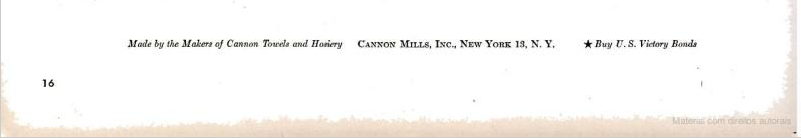 Made by the Makers of Cannon Towels and Hosiery CANNON MILLS, INC., NEW YORK 13, N. Y. ★ Buy U. S. Victory Bonds
16
Material com direitos autorais